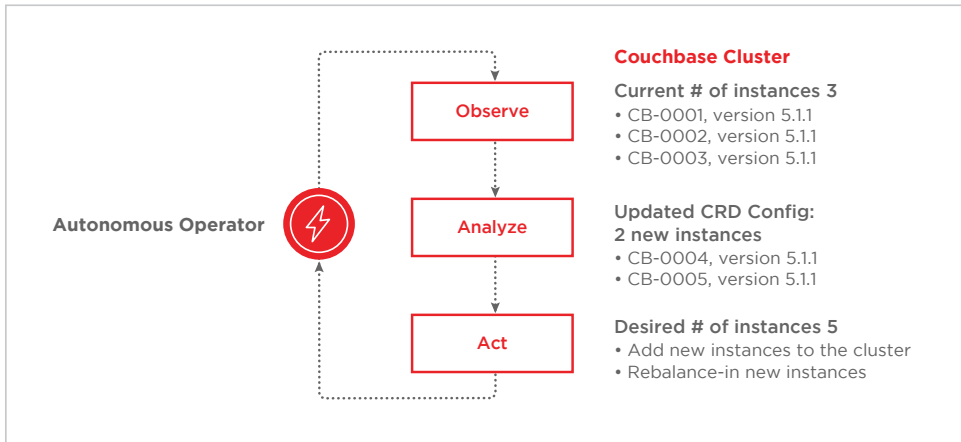 Autonomous Operator
Observe
Analyze
Act
Couchbase Cluster
Current # of instances 3
• CB-0001, version 5.1.1
• CB-0002, version 5.1.1
• CB-0003, version 5.1.1
Updated CRD Config:
2 new instances
• CB-0004, version 5.1.1
• CB-0005, version 5.1.1
Desired # of instances 5
• Add new instances to the cluster
• Rebalance-in new instances